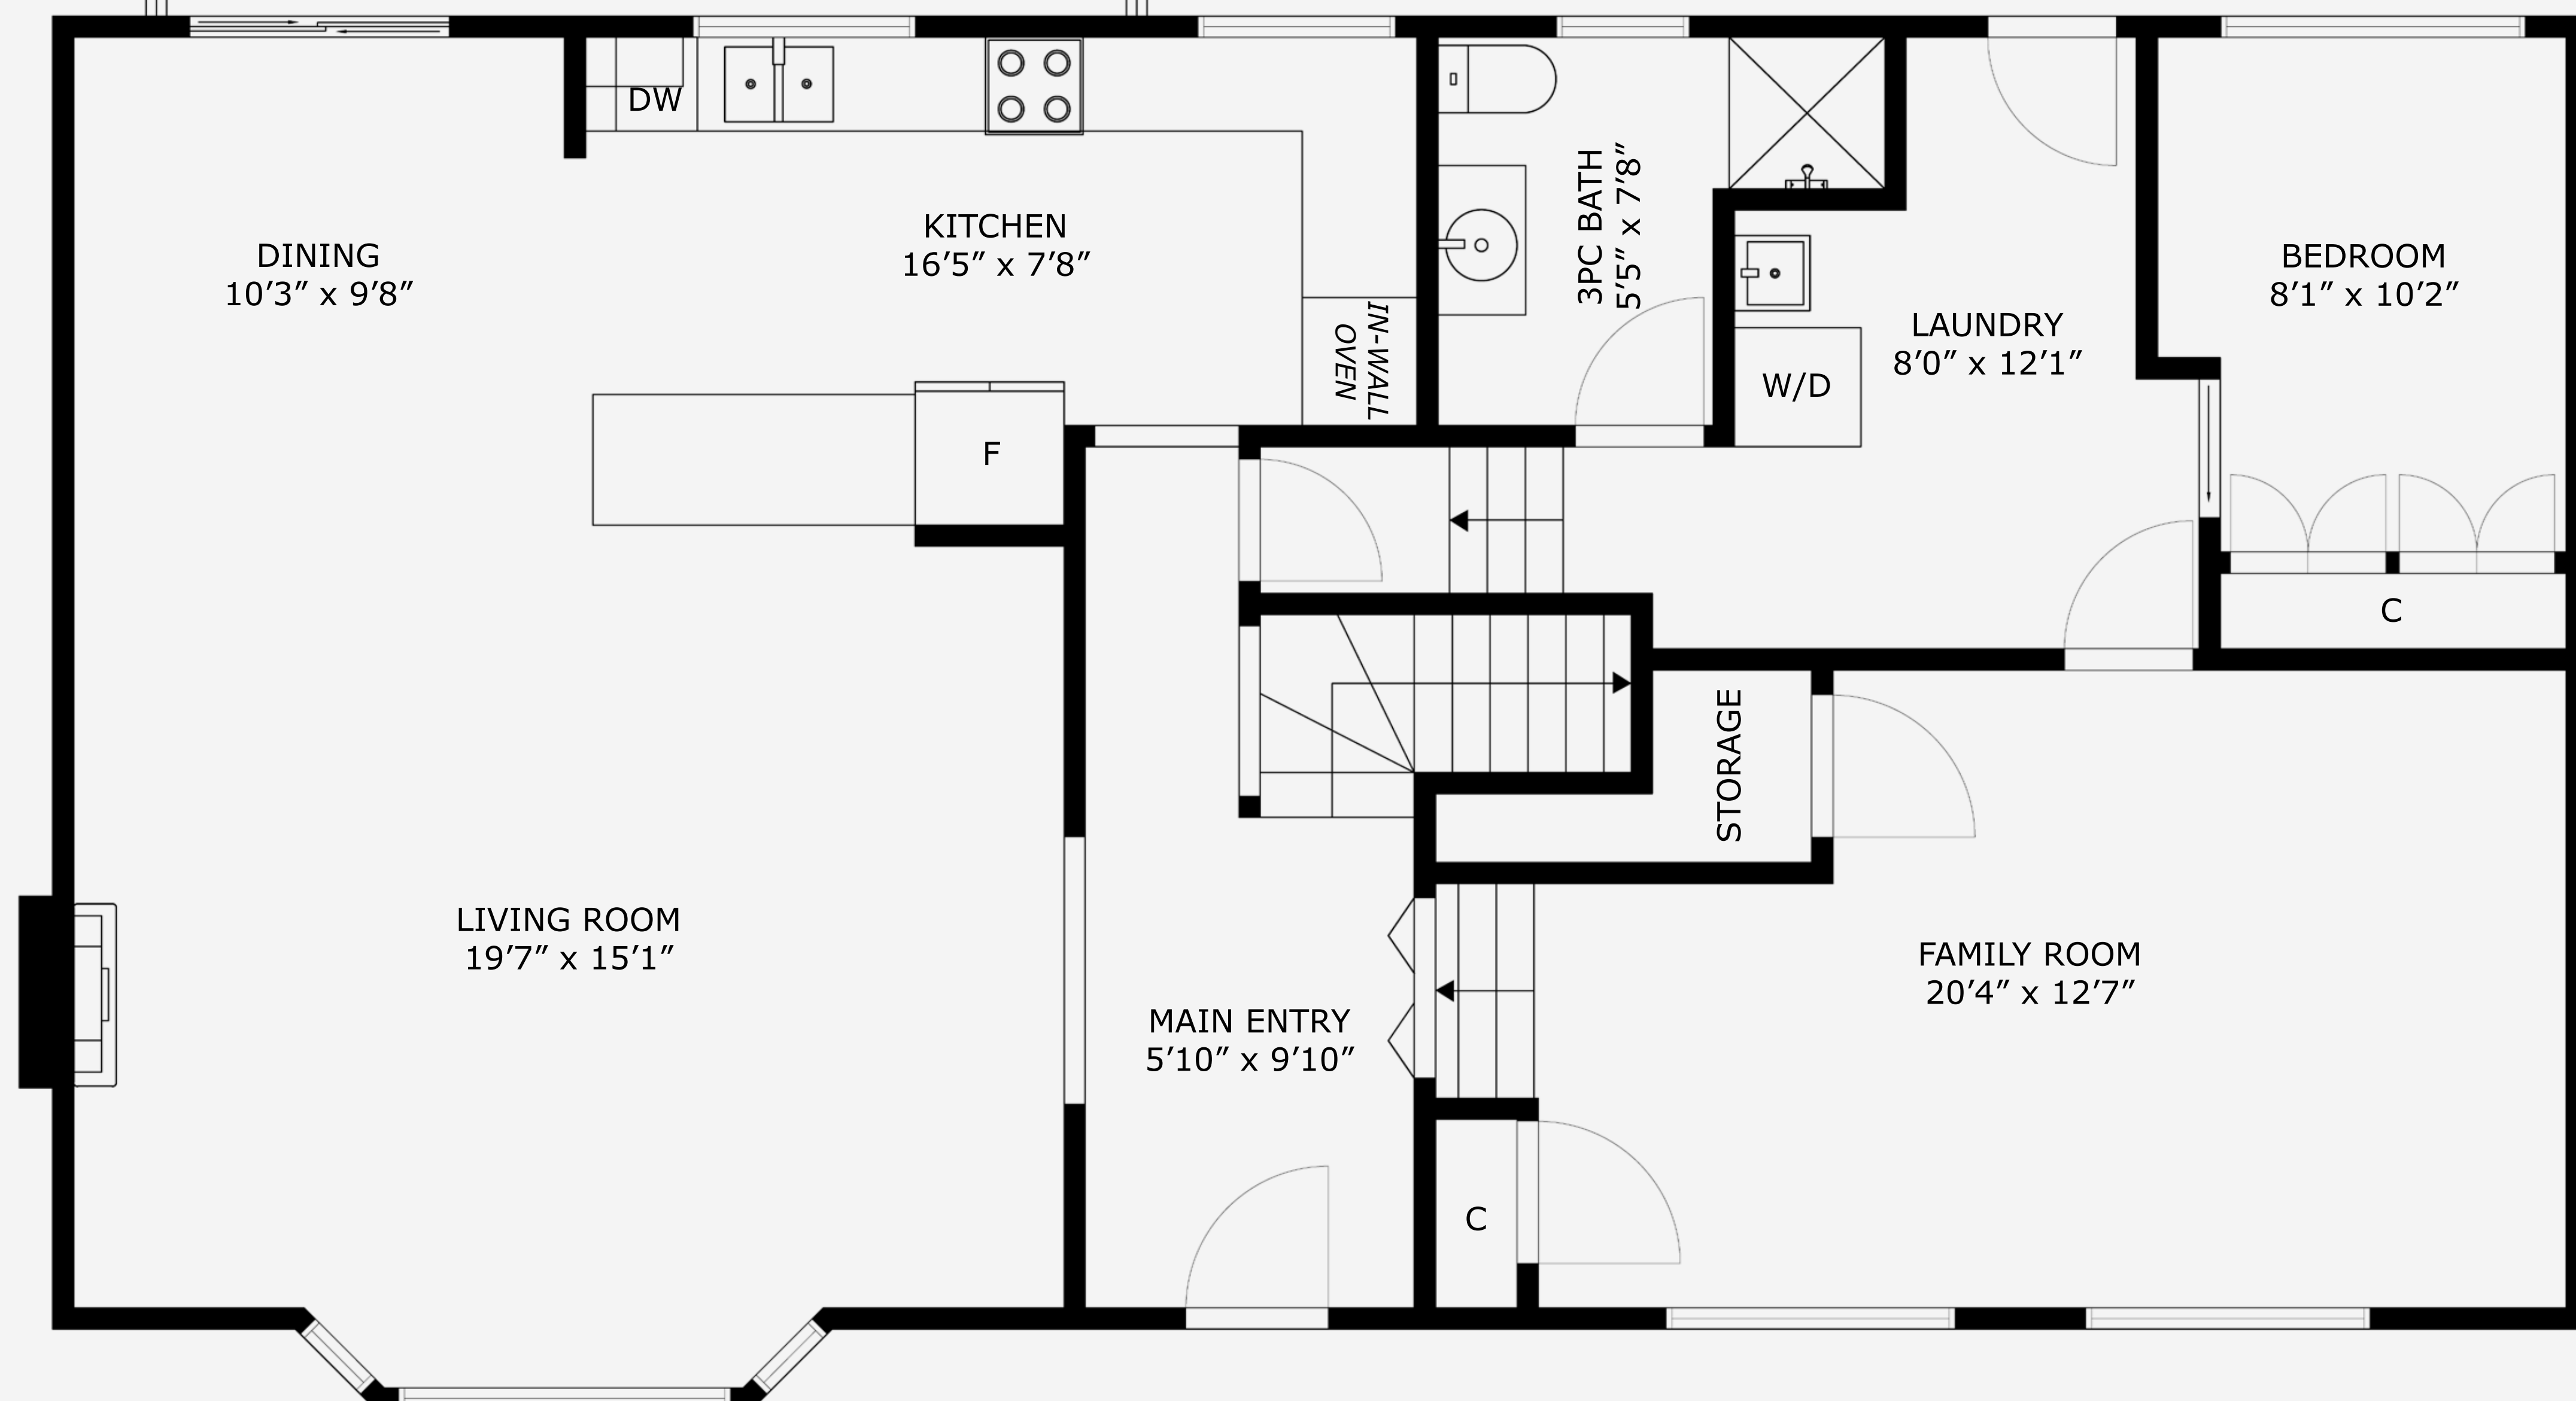 DW
KITCHEN
16′5″ x 7′8″
DINING
10′3″ x 9′8″
IN-WALL
OVEN
F
3PC BATH
5′5″ x 7′8″
LAUNDRY
8′0″ x 12′1″
W/D
BEDROOM
8′1″ x 10′2″
C
STORAGE
LIVING ROOM
19′7″ x 15′1″
MAIN ENTRY
5′10″ x 9′10″
FAMILY ROOM
20′4″ x 12′7″
C